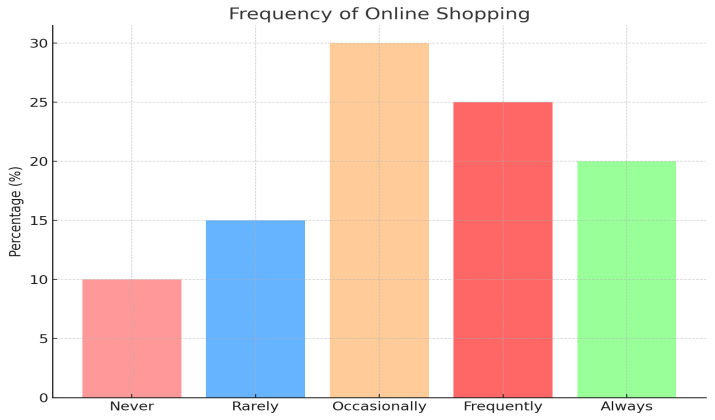 Frequency of Online Shopping
Percentage (%)
30
25
20
15
10
5
0
Never Rarely Occasionally Frequently Always